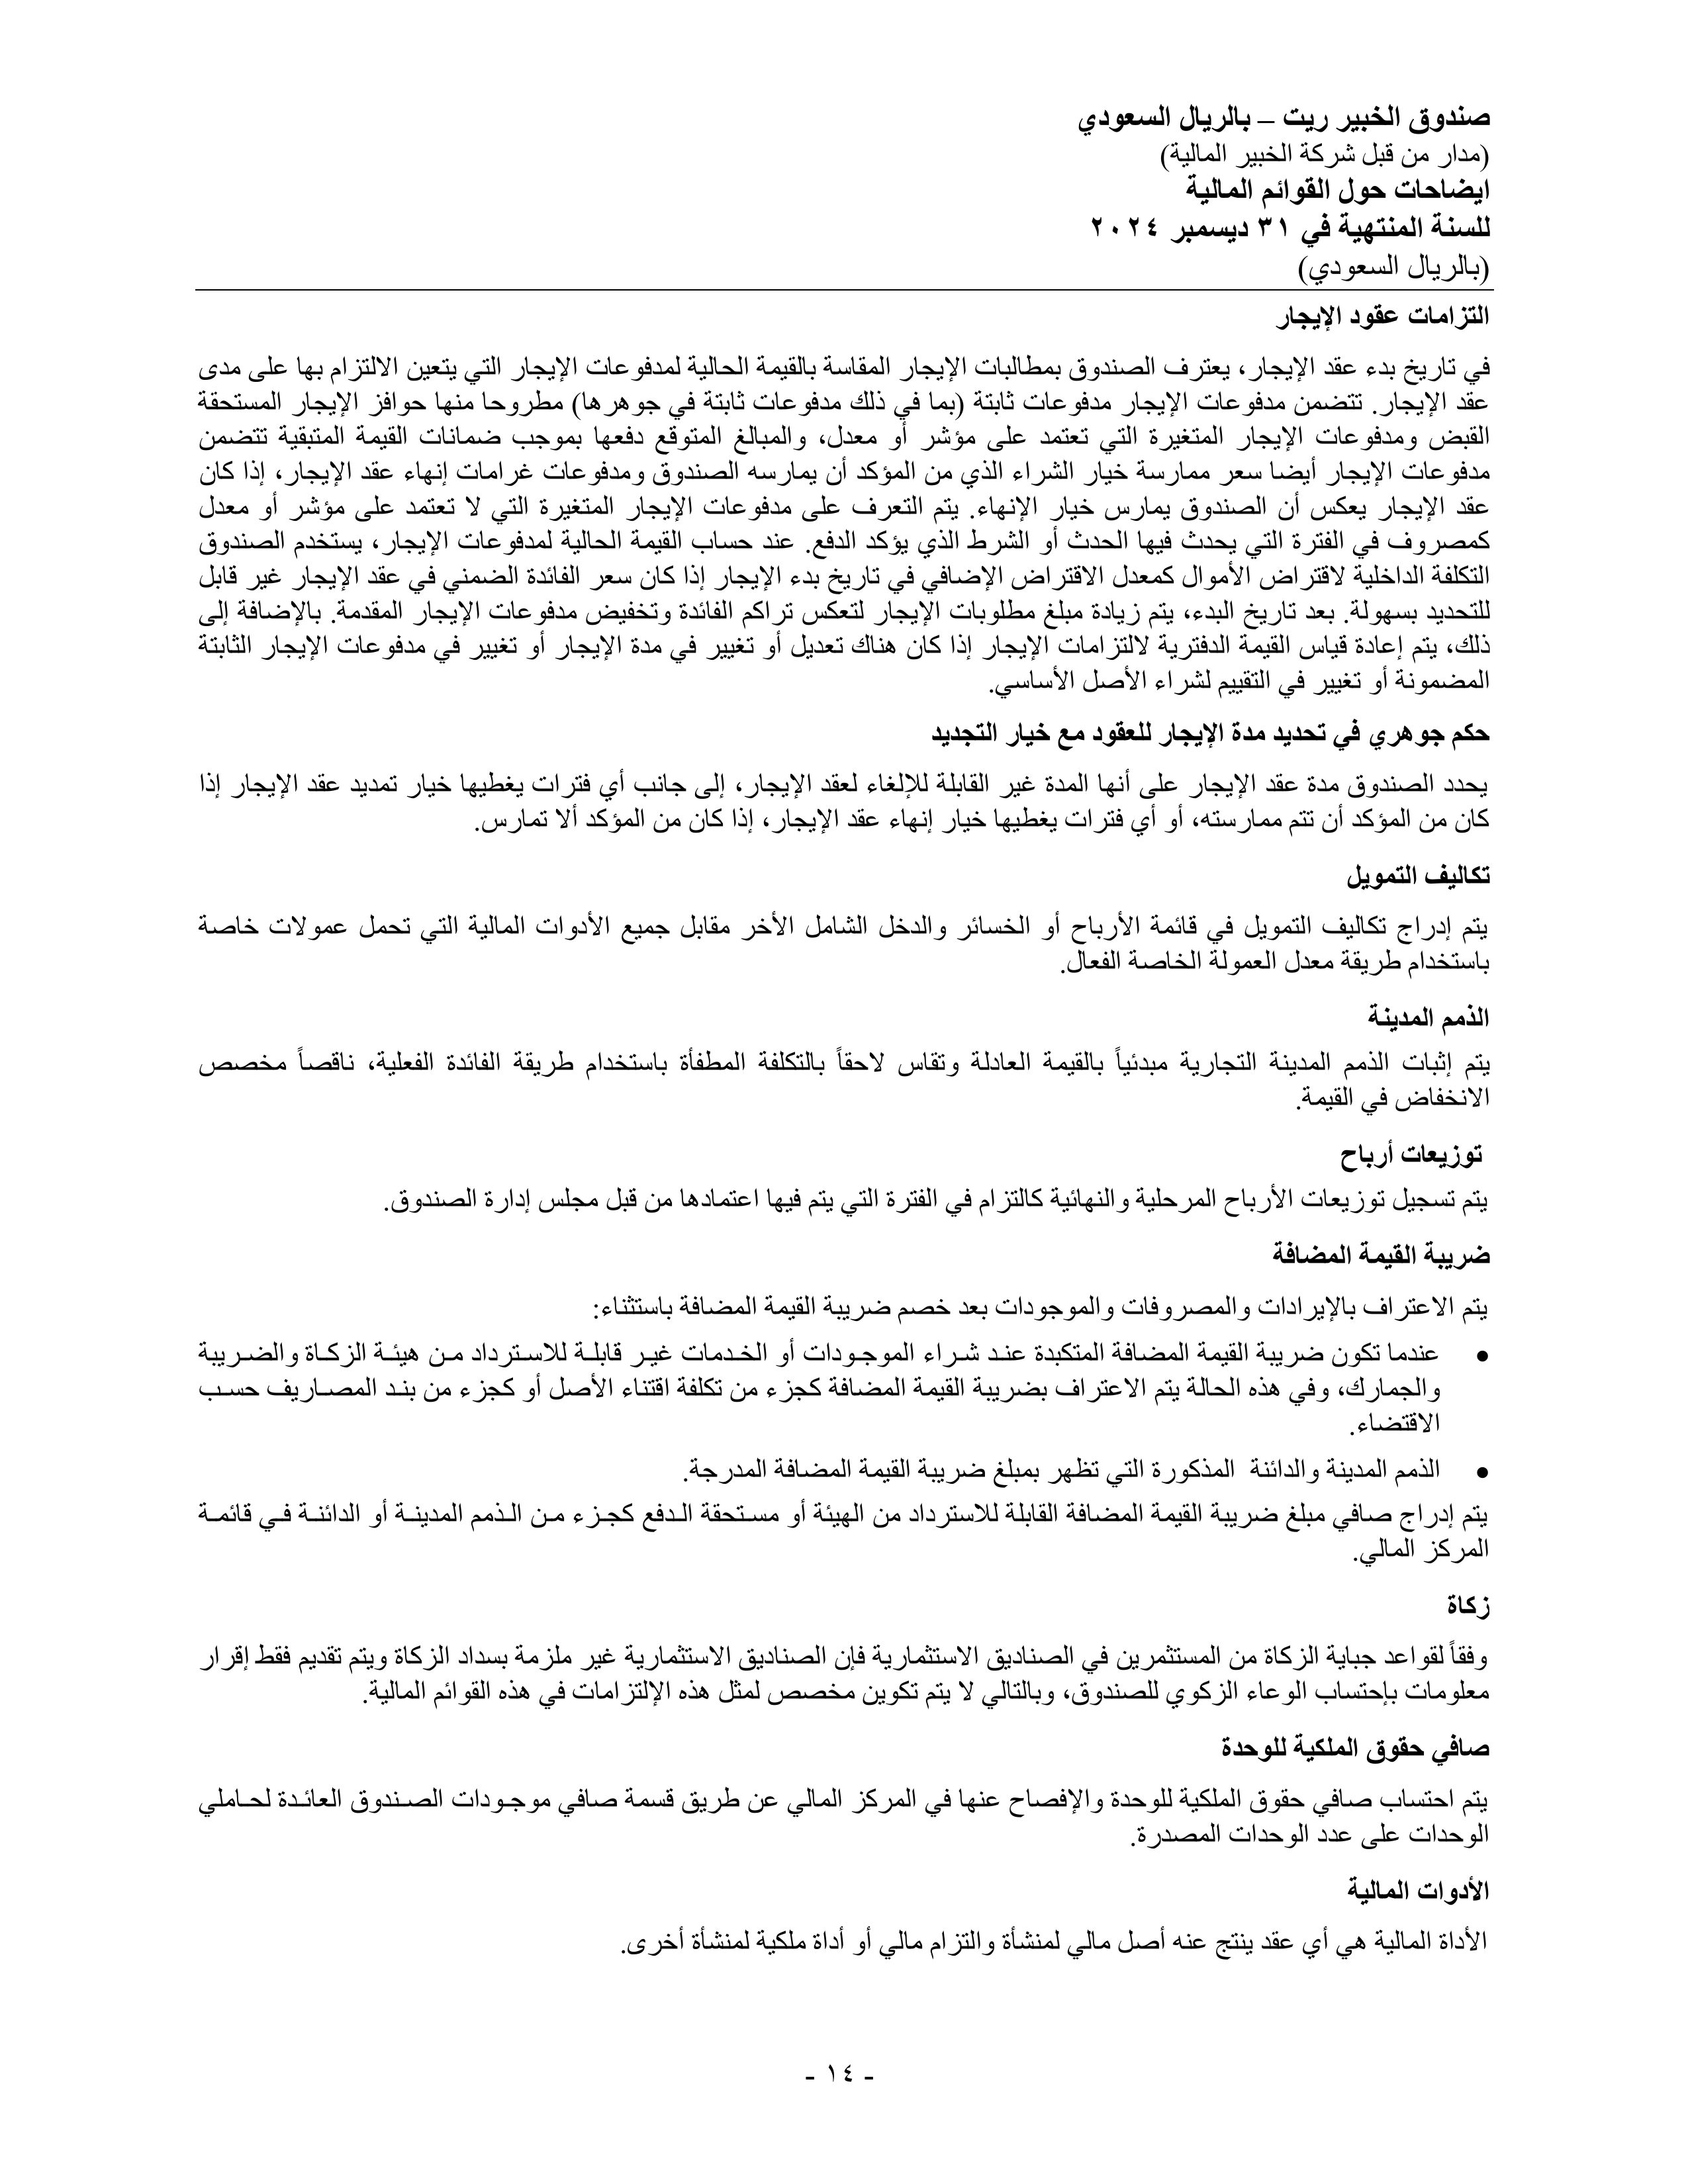 صندوق الخبير ريت – بالريال السعودي
(مدار من قبل شركة الخبير المالية)
ايضاحات حول القوائم المالية
للسنة المنتهية في ٣١ ديسمبر ٢٠٢٤
(بالريال السعودي)
التزامات عقود الإيجار
في تاريخ بدء عقد الإيجار، يعترف الصندوق بمطالبات الإيجار المقاسة بالقيمة الحالية لمدفوعات الإيجار التي يتعين الالتزام بها على مدى
عقد الإيجار. تتضمن مدفوعات الإيجار مدفوعات ثابتة (بما في ذلك مدفوعات ثابتة في جوهرها) مطروحا منها حوافز الإيجار المستحقة
القبض ومدفوعات الإيجار المتغيرة التي تعتمد على مؤشر أو معدل، والمبالغ المتوقع دفعها بموجب ضمانات القيمة المتبقية تتضمن
مدفوعات الإيجار أيضا سعر ممارسة خيار الشراء الذي من المؤكد أن يمارسه الصندوق ومدفوعات غرامات إنهاء عقد الإيجار، إذا كان
عقد الإيجار يعكس أن الصندوق يمارس خيار الإنهاء. يتم التعرف على مدفوعات الإيجار المتغيرة التي لا تعتمد على مؤشر أو معدل
كمصروف في الفترة التي يحدث فيها الحدث أو الشرط الذي يؤكد الدفع. عند حساب القيمة الحالية لمدفوعات الإيجار، يستخدم الصندوق
التكلفة الداخلية لاقتراض الأموال كمعدل الاقتراض الإضافي في تاريخ بدء الإيجار إذا كان سعر الفائدة الضمني في عقد الإيجار غير قابل
للتحديد بسهولة. بعد تاريخ البدء، يتم زيادة مبلغ مطلوبات الإيجار لتعكس تراكم الفائدة وتخفيض مدفوعات الإيجار المقدمة. بالإضافة إلى
ذلك، يتم إعادة قياس القيمة الدفترية لالتزامات الإيجار إذا كان هناك تعديل أو تغيير في مدة الإيجار أو تغيير في مدفوعات الإيجار الثابتة
المضمونة أو تغيير في التقييم لشراء الأصل الأساسي.
حكم جوهري في تحديد مدة الإيجار للعقود مع خيار التجديد
يحدد الصندوق مدة عقد الإيجار على أنها المدة غير القابلة للإلغاء لعقد الإيجار، إلى جانب أي فترات يغطيها خيار تمديد عقد الإيجار إذا
كان من المؤكد أن تتم ممارسته، أو أي فترات يغطيها خيار إنهاء عقد الإيجار، إذا كان من المؤكد ألا تمارس.
تكاليف التمويل
يتم إدراج تكاليف التمويل في قائمة الأرباح أو الخسائر والدخل الشامل الأخر مقابل جميع الأدوات المالية التي تحمل عمولات خاصة
باستخدام طريقة معدل العمولة الخاصة الفعال.
الذمم المدينة
يتم إثبات الذمم المدينة التجارية مبدئياً بالقيمة العادلة وتقاس لاحقاً بالتكلفة المطفأة باستخدام طريقة الفائدة الفعلية، ناقصاً مخصص
الانخفاض في القيمة.
توزيعات أرباح
يتم تسجيل توزيعات الأرباح المرحلية والنهائية كالتزام في الفترة التي يتم فيها اعتمادها من قبل مجلس إدارة الصندوق.
ضريبة القيمة المضافة
يتم الاعتراف بالإيرادات والمصروفات والموجودات بعد خصم ضريبة القيمة المضافة باستثناء:
• عندما تكون ضريبة القيمة المضافة المتكبدة عند شراء الموجودات أو الخدمات غير قابلة للاسترداد من هيئة الزكاة والضريبة
والجمارك، وفي هذه الحالة يتم الاعتراف بضريبة القيمة المضافة كجزء من تكلفة اقتناء الأصل أو كجزء من بند المصاريف حسب
الاقتضاء.
• الذمم المدينة والدائنة المذكورة التي تظهر بمبلغ ضريبة القيمة المضافة المدرجة.
يتم إدراج صافي مبلغ ضريبة القيمة المضافة القابلة للاسترداد من الهيئة أو مستحقة الدفع كجزء من الذمم المدينة أو الدائنة في قائمة
المركز المالي.
زكاة
وفقاً لقواعد جباية الزكاة من المستثمرين في الصناديق الاستثمارية فإن الصناديق الاستثمارية غير ملزمة بسداد الزكاة ويتم تقديم فقط إقرار
معلومات بإحتساب الوعاء الزكوي للصندوق، وبالتالي لا يتم تكوين مخصص لمثل هذه الإلتزامات في هذه القوائم المالية.
صافي حقوق الملكية للوحدة
يتم احتساب صافي حقوق الملكية للوحدة والإفصاح عنها في المركز المالي عن طريق قسمة صافي موجودات الصندوق العائدة لحاملي
الوحدات على عدد الوحدات المصدرة.
الأدوات المالية
الأداة المالية هي أي عقد ينتج عنه أصل مالي لمنشأة والتزام مالي أو أداة ملكية لمنشأة أخرى.
- ١٤ -